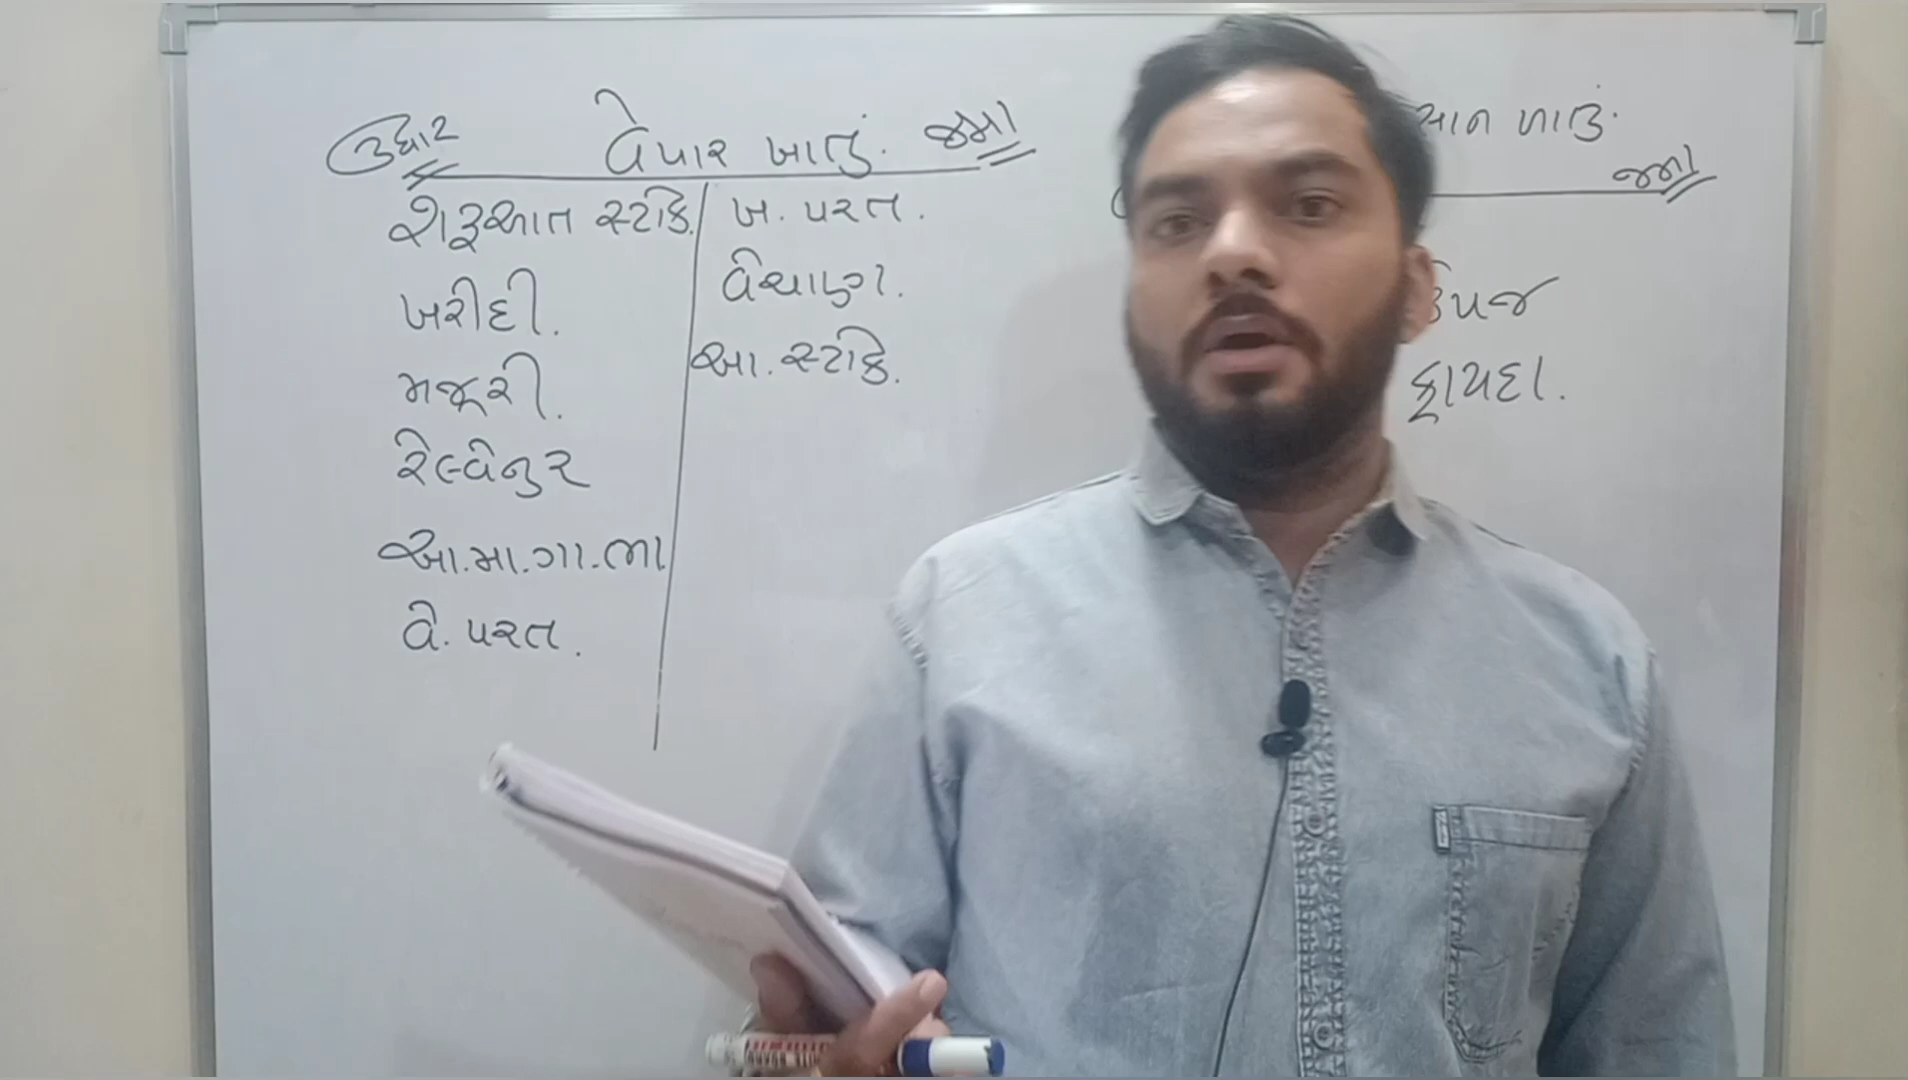 ઉધાર વેપાર ખાતું. જમા
શરૂઆત સ્ટોક. ખ. પરત.
ખરીદી. વેચાણ.
મજૂરી. આ. સ્ટોક.
રેલ્વેનુર
આ.મા.ગા.ભા.
વે. પરત.
સાન ખાતું.
જમા
ઉપજ
ફાયદા.